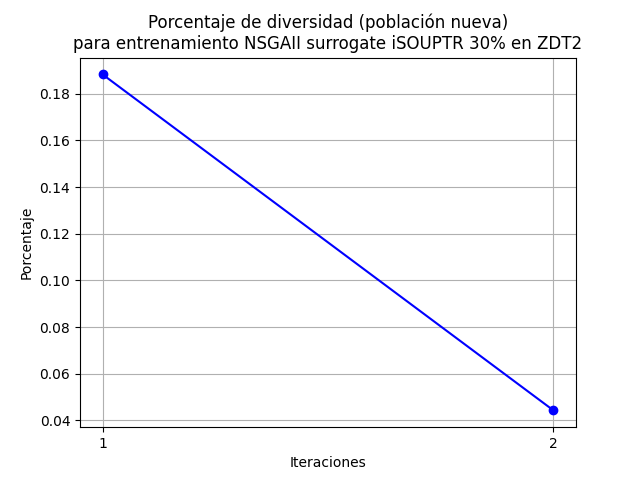 Porcentaje de diversidad (población nueva)
para entrenamiento NSGAII surrogate iSOUPTR 30% en ZDT2
0.18
0.16
0.14
0.12
0.10
0.08
0.06
0.04
Porcentaje
1
2
Iteraciones